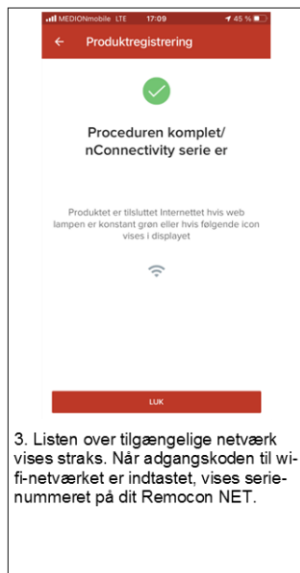 MEDIONmobile LTE 17:09 45 %
Produktregistrering
Proceduren komplet/
nConnectivity serie er
Produktet er tilsluttet Internettet hvis web
lampen er konstant grøn eller hvis følgende icon
vises i displayet
LUK
3. Listen over tilgængelige netværk
vises straks. Når adgangskoden til wi-
fi-netværket er indtastet, vises serie-
nummeret på dit Remocon NET.